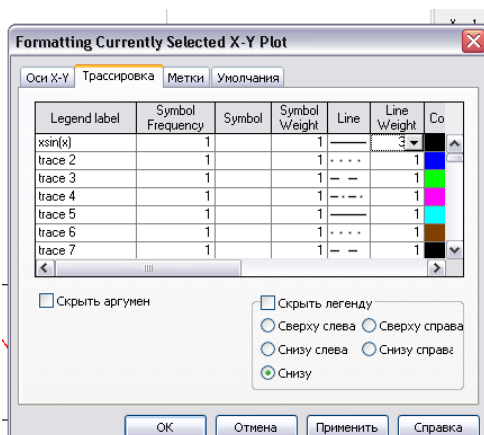 Formatting Currently Selected X-Y Plot
Оси X-Y Трассировка Метки Умолчания
Legend label Symbol Frequency Symbol Symbol Weight Line Line Weight Co
xsin(x) 1 1 3
trace 2 1 1 1
trace 3 1 1 1
trace 4 1 1 1
trace 5 1 1 1
trace 6 1 1 1
trace 7 1 1 1
Скрыть аргумен
Скрыть легенду
Сверху слева Сверху справа
Снизу слева Снизу справа
Снизу
ОК Отмена Применить Справка